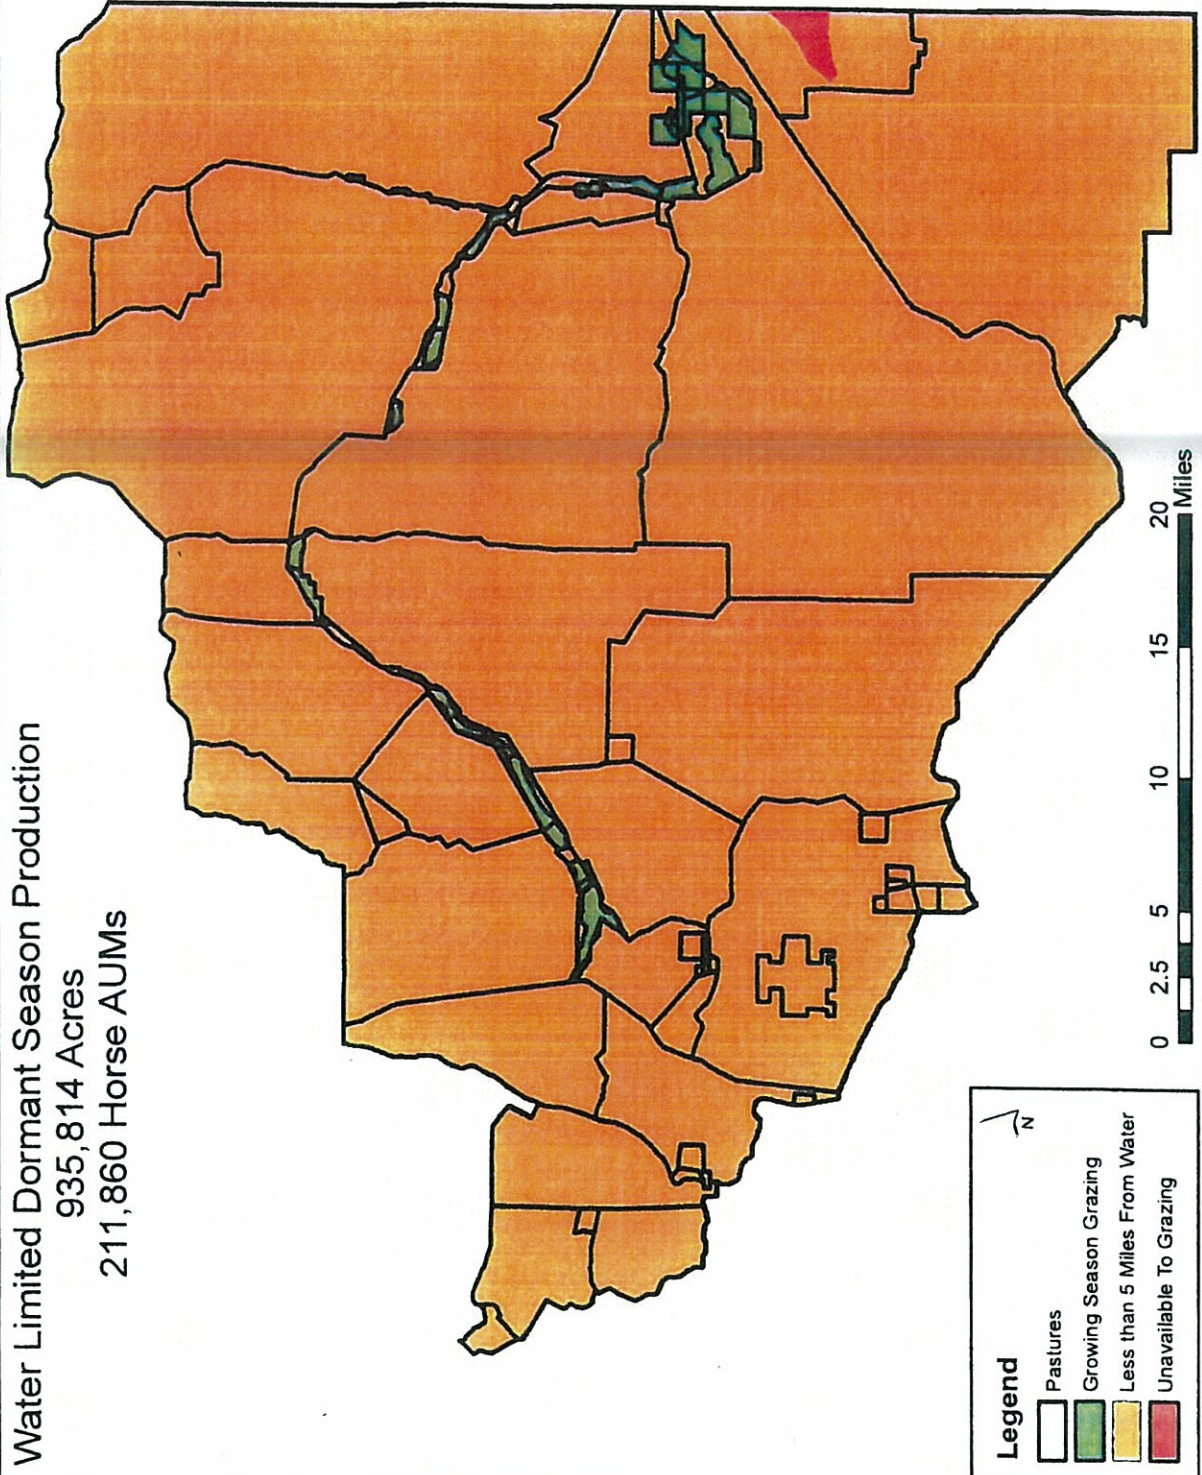 Water Limited Dormant Season Production
935,814 Acres
211,860 Horse AUMs
Legend
Pastures
Growing Season Grazing
Less than 5 Miles From Water
Unavailable To Grazing
N
0 2.5 5 10 15 20
Miles